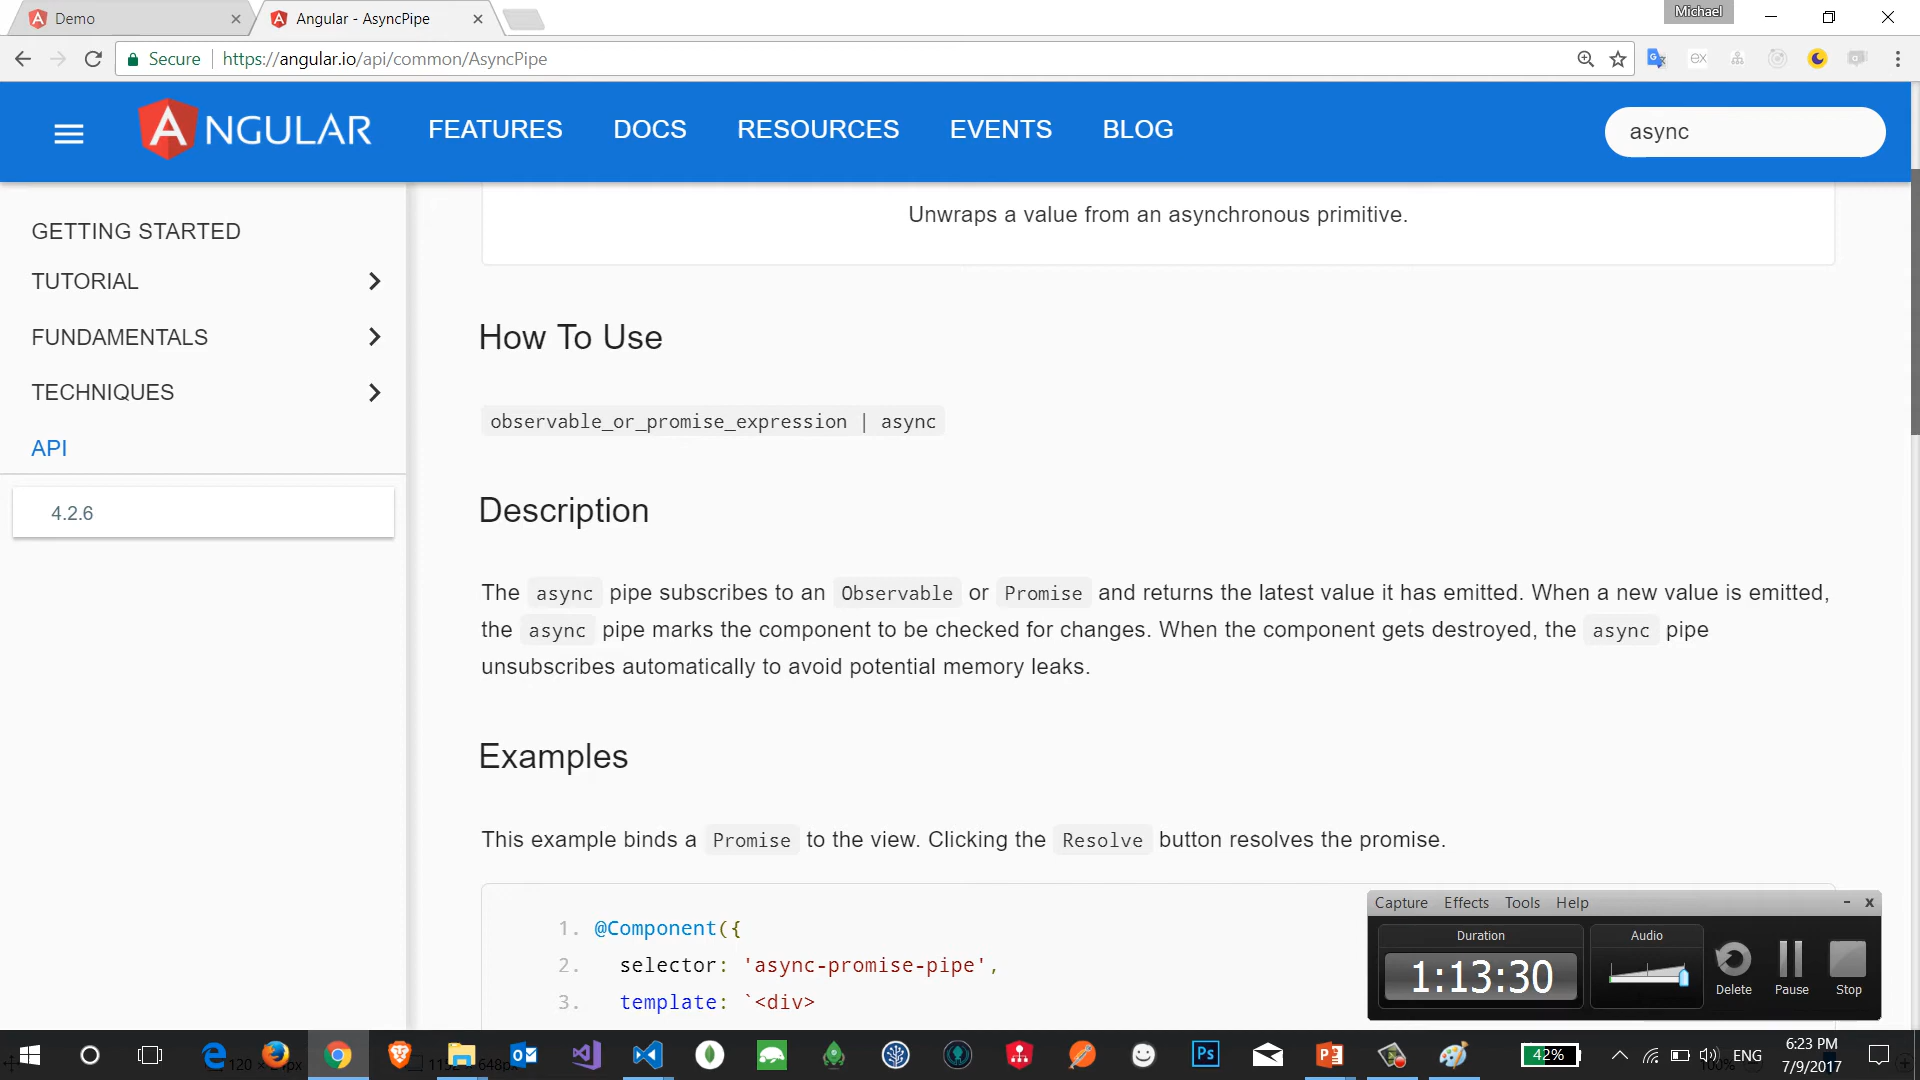 Demo
Angular - AsyncPipe
Michael
Secure
https://angular.io/api/common/AsyncPipe
EX
ANGULAR
FEATURES
DOCS
RESOURCES
EVENTS
BLOG
async
GETTING STARTED
TUTORIAL
FUNDAMENTALS
TECHNIQUES
API
4.2.6
Unwraps a value from an asynchronous primitive.
How To Use
observable_or_promise_expression | async
Description
The async pipe subscribes to an Observable or Promise and returns the latest value it has emitted. When a new value is emitted,
the async pipe marks the component to be checked for changes. When the component gets destroyed, the async pipe
unsubscribes automatically to avoid potential memory leaks.
Examples
This example binds a Promise to the view. Clicking the Resolve button resolves the promise.
1. @Component({
2. selector: 'async-promise-pipe',
3. template: `<div>
Capture Effects Tools Help
Duration
1:13:30
Audio
Delete
Pause
Stop
Ps
42%
ENG
6:23 PM
7/9/2017